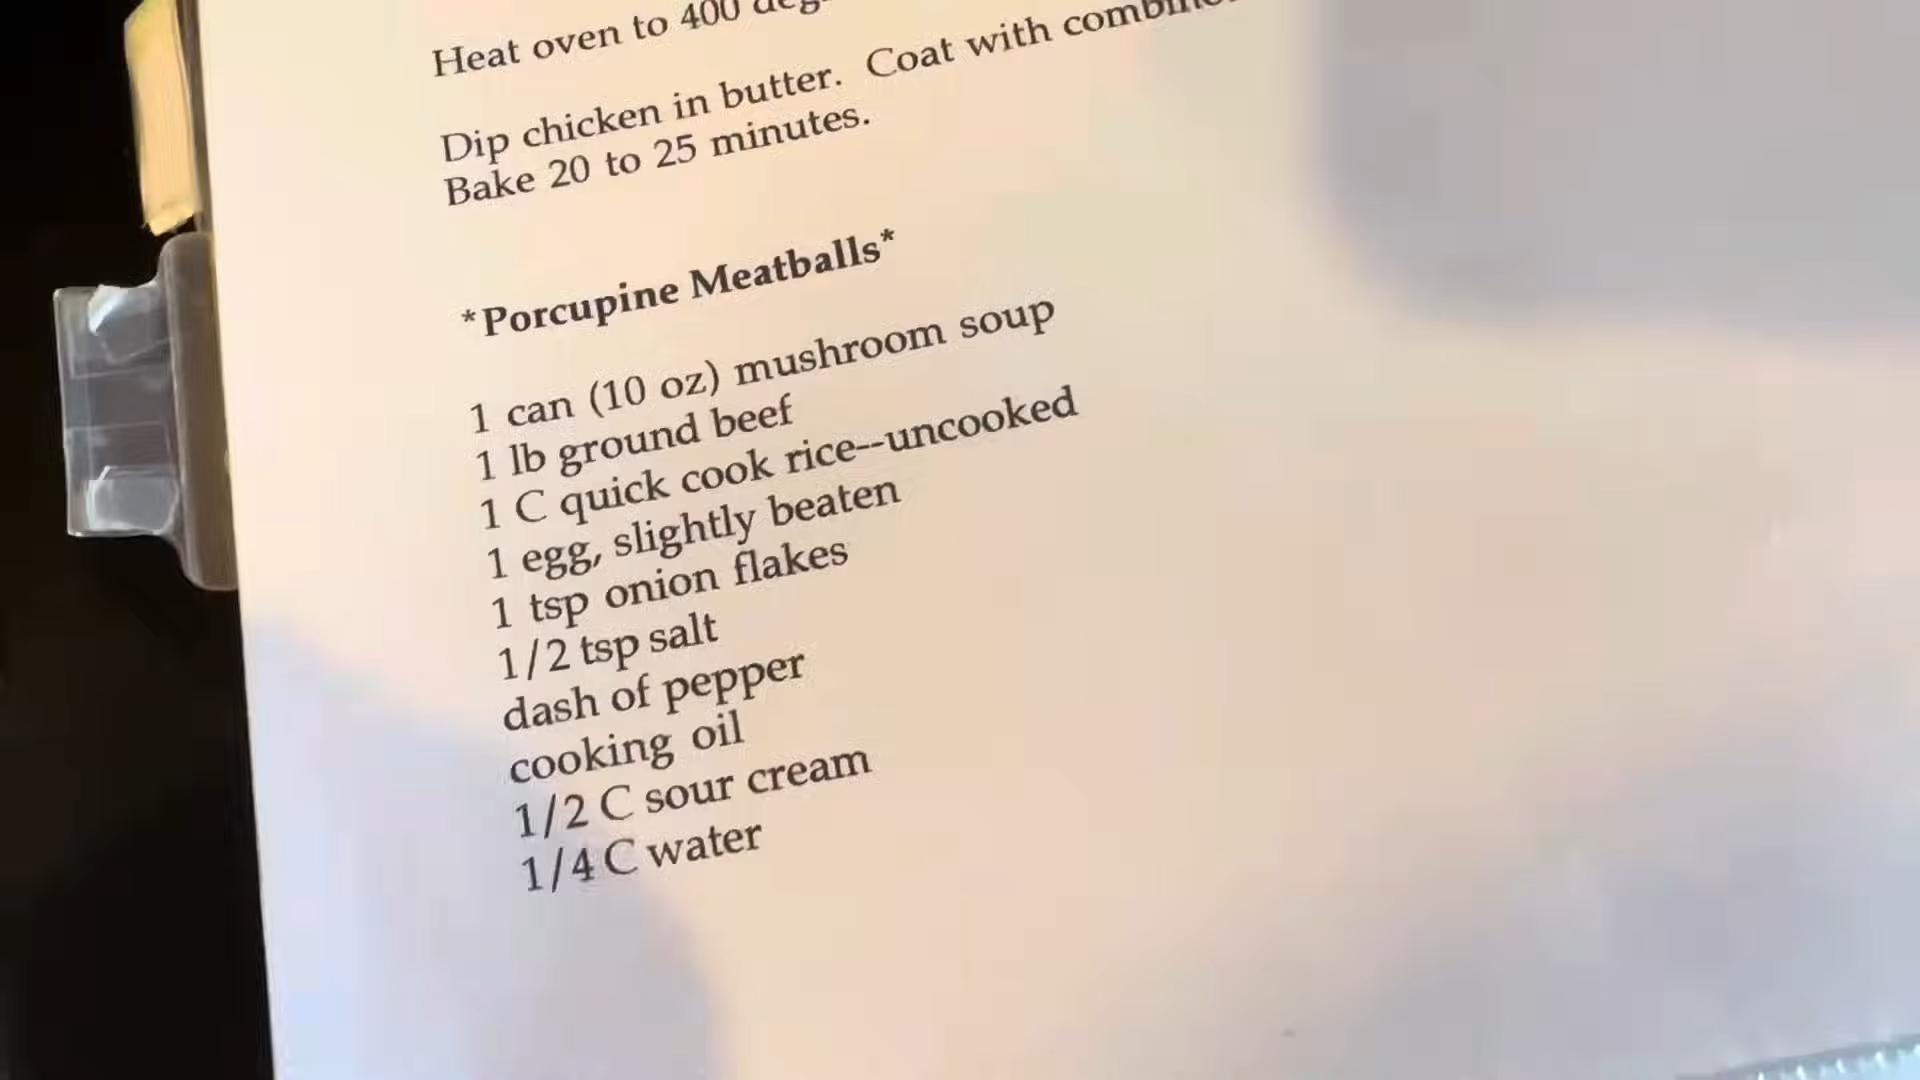 Heat oven to 400
Dip chicken in butter. Coat with
Bake 20 to 25 minutes.
*Porcupine Meatballs*
1 can (10 oz) mushroom soup
1 lb ground beef
1 C quick cook rice--uncooked
1 egg, slightly beaten
1 tsp onion flakes
1/2 tsp salt
dash of pepper
cooking oil
1/2 C sour cream
1/4 C water